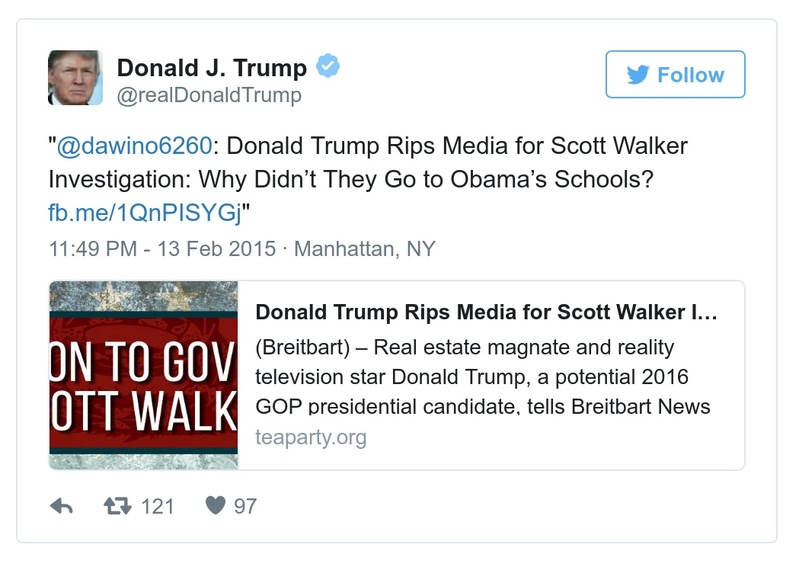 Donald J. Trump
@realDonaldTrump
Follow
"@dawino6260: Donald Trump Rips Media for Scott Walker
Investigation: Why Didn’t They Go to Obama’s Schools?
fb.me/1QnPISYGj"
11:49 PM - 13 Feb 2015 · Manhattan, NY
ON TO GOV
OTT WALK
Donald Trump Rips Media for Scott Walker I…
(Breitbart) – Real estate magnate and reality
television star Donald Trump, a potential 2016
GOP presidential candidate, tells Breitbart News
teaparty.org
121
97